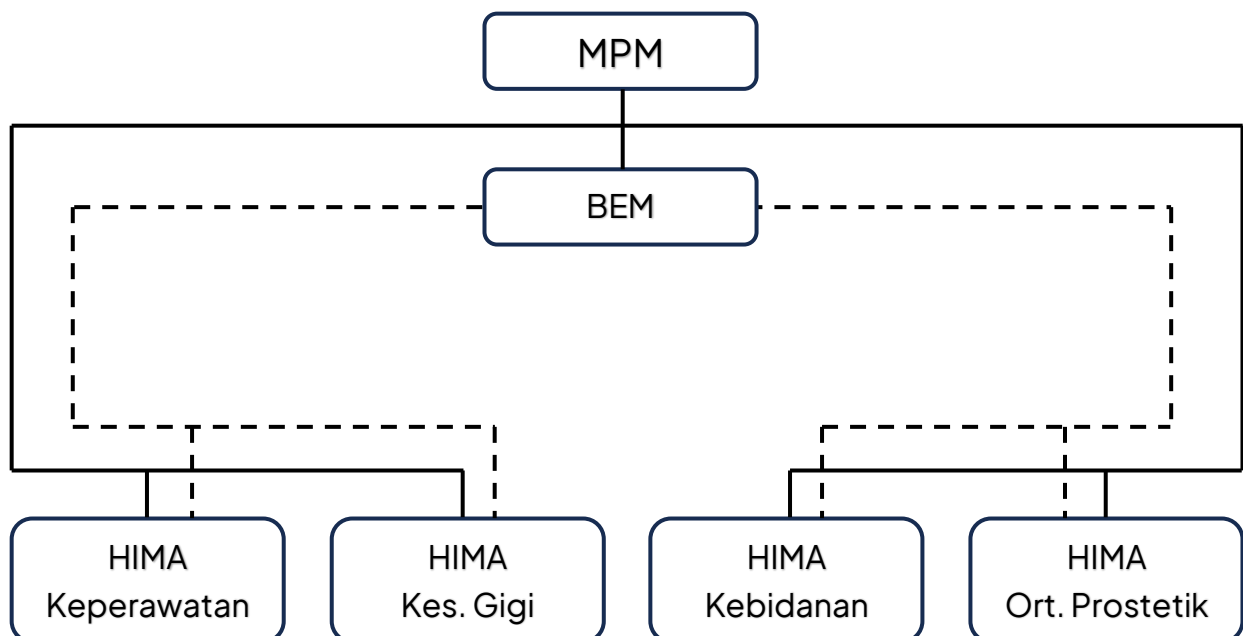 MPM
BEM
HIMA
Keperawatan
HIMA
Kes. Gigi
HIMA
Kebidanan
HIMA
Ort. Prostetik